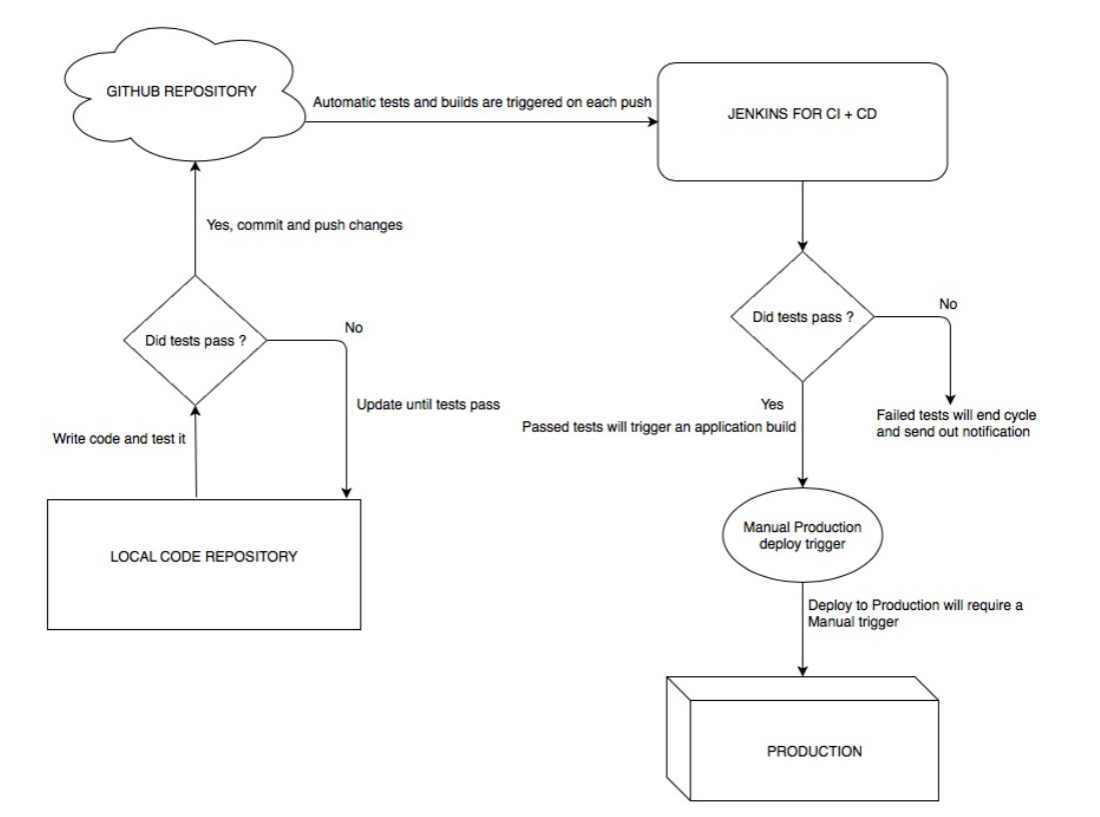 GITHUB REPOSITORY
Automatic tests and builds are triggered on each push
JENKINS FOR CI + CD
Yes, commit and push changes
Did tests pass ?
No
Update until tests pass
Write code and test it
LOCAL CODE REPOSITORY
Did tests pass ?
No
Failed tests will end cycle
and send out notification
Yes
Passed tests will trigger an application build
Manual Production
deploy trigger
Deploy to Production will require a
Manual trigger
PRODUCTION